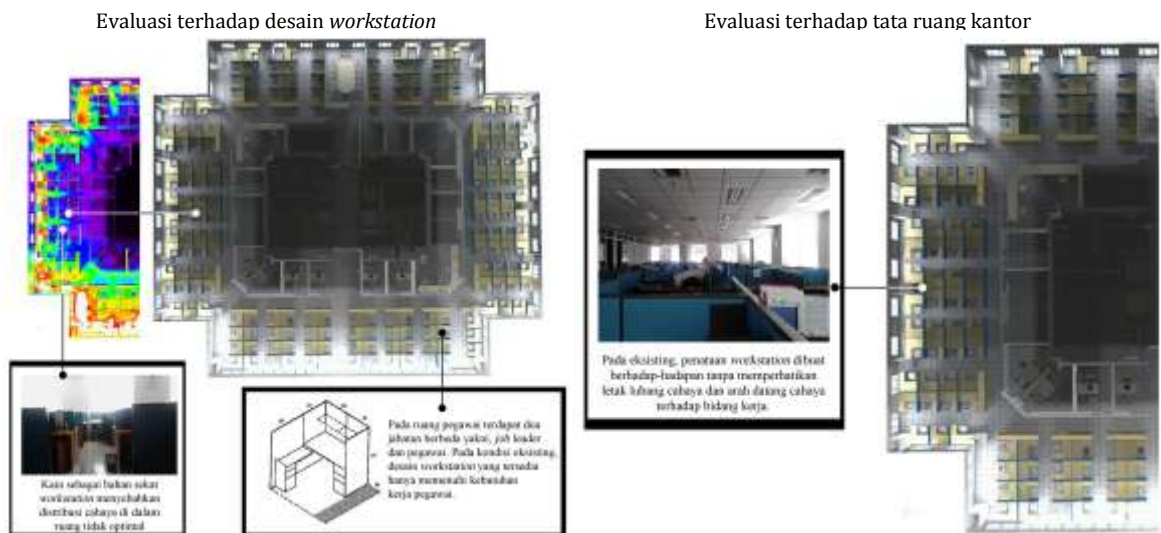 Evaluasi terhadap desain workstation
Evaluasi terhadap tata ruang kantor
Kain sebagai bahan sekat
workstation menyebabkan
distribusi cahaya di dalam
ruang tidak optimal
Pada ruang pegawai terdapat dua
jabatan berbeda yakni, job leader
dan pegawai. Pada kondisi eksisting,
desain workstation yang tersedia
hanya memenuhi kebutuhan
kerja pegawai.
Pada eksisting, penataan workstation dibuat
berhadap-hadapan tanpa memperhatikan
letak lubang cahaya dan arah datang cahaya
terhadap bidang kerja.